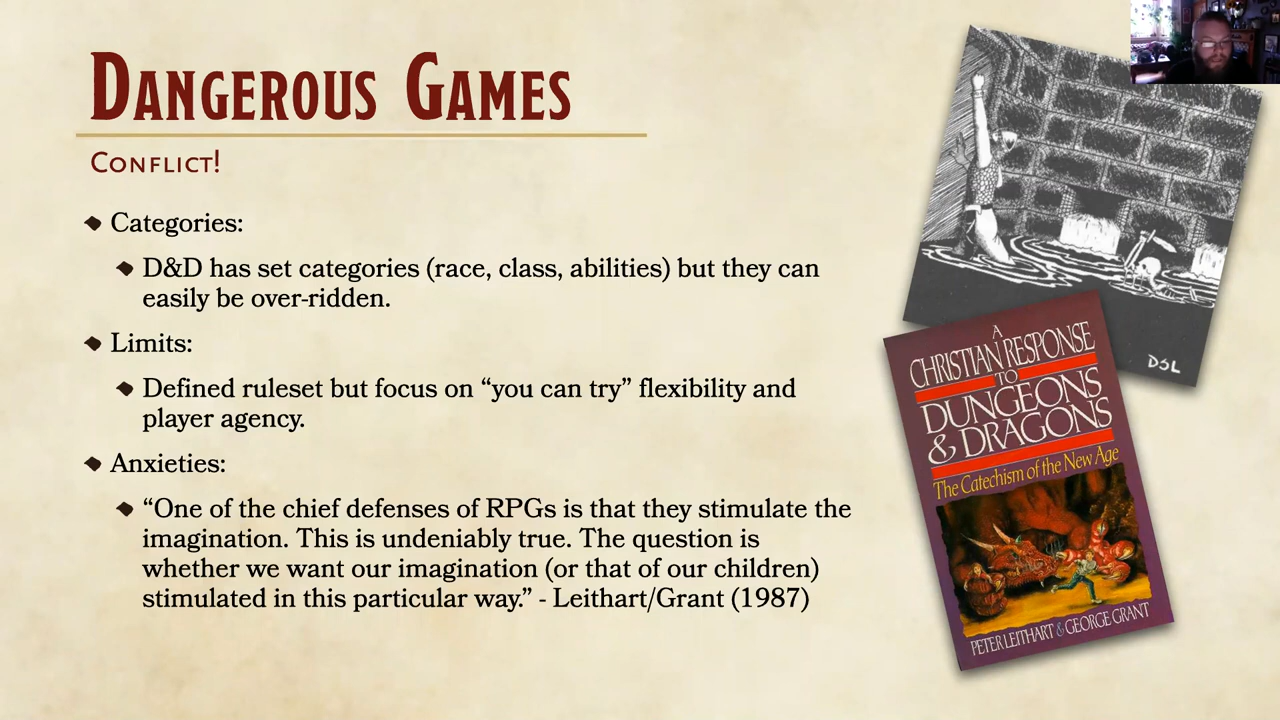 DANGEROUS GAMES
CONFLICT!
Categories:
D&D has set categories (race, class, abilities) but they can
easily be over-ridden.
Limits:
Defined ruleset but focus on “you can try” flexibility and
player agency.
Anxieties:
“One of the chief defenses of RPGs is that they stimulate the
imagination. This is undeniably true. The question is
whether we want our imagination (or that of our children)
stimulated in this particular way.” - Leithart/Grant (1987)
DSL
A
CHRISTIAN RESPONSE
TO
DUNGEONS
& DRAGONS
The Catechism of the New Age
PETER LEITHART & GEORGE GRANT